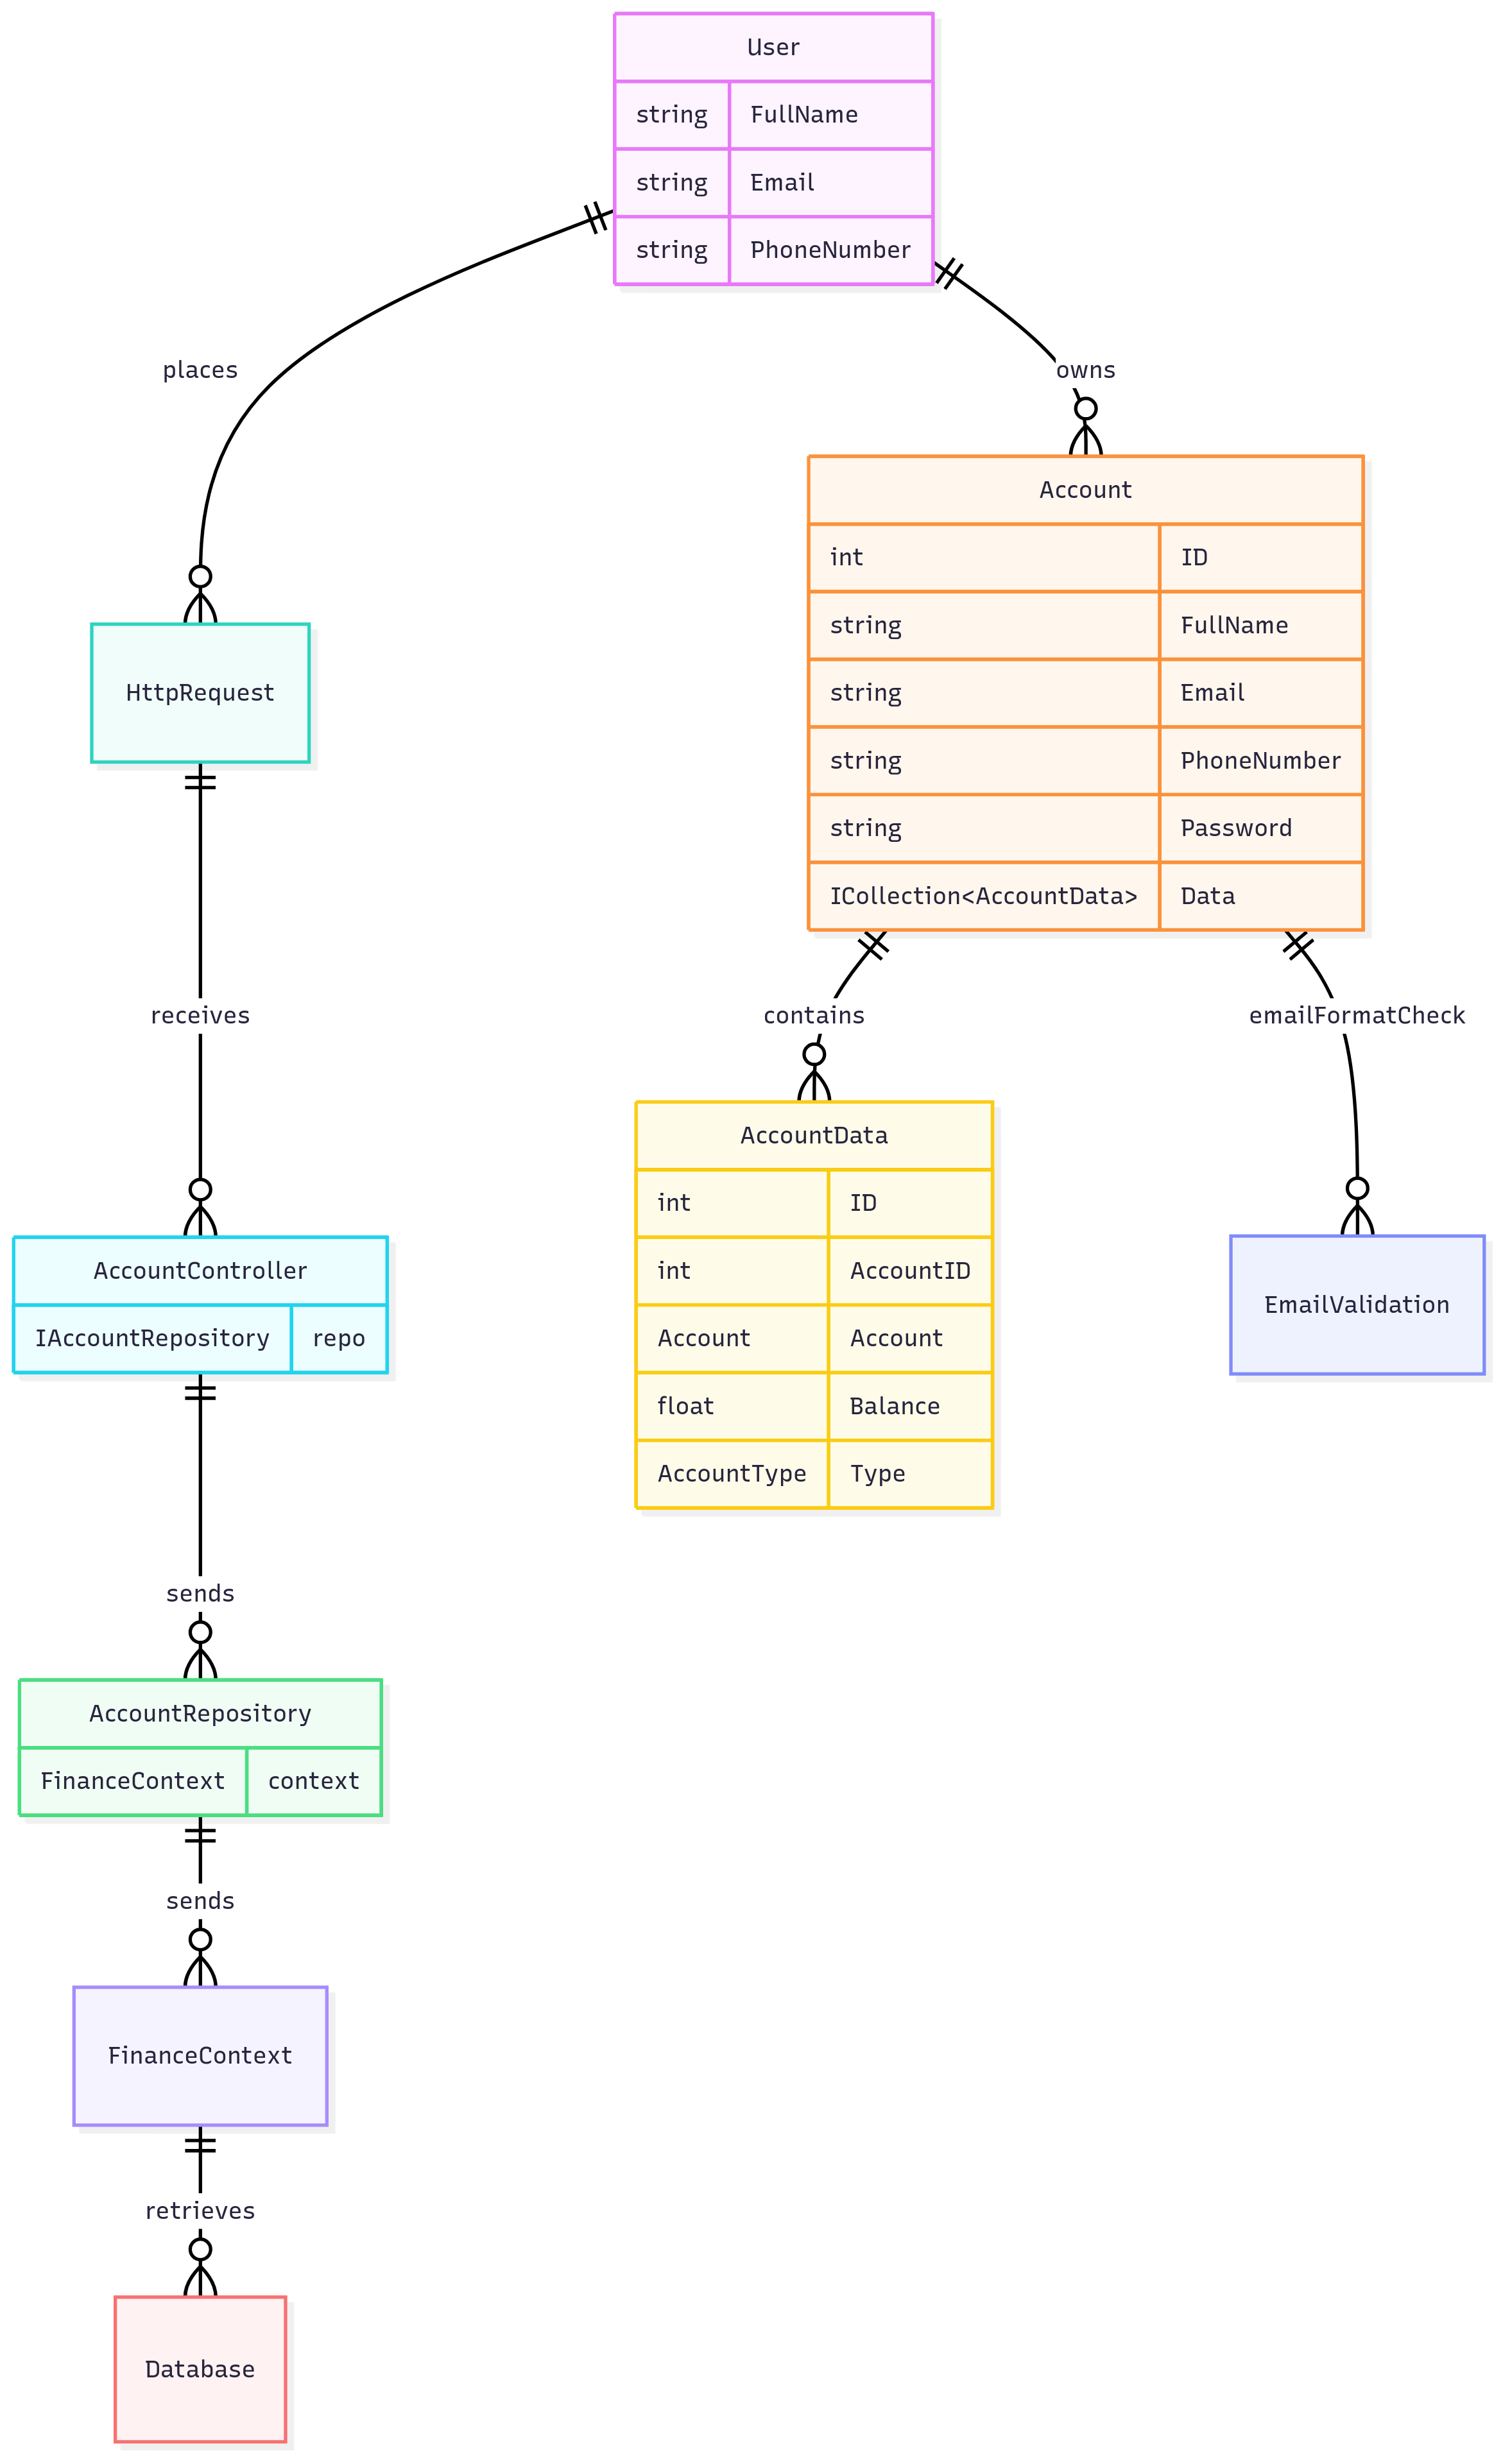 User
string FullName
string Email
string PhoneNumber
places
owns
Account
int ID
string FullName
string Email
string PhoneNumber
string Password
ICollection<AccountData> Data
HttpRequest
receives
contains
emailFormatCheck
AccountData
int ID
int AccountID
Account Account
float Balance
AccountType Type
EmailValidation
AccountController
IAccountRepository repo
sends
AccountRepository
FinanceContext context
sends
FinanceContext
retrieves
Database